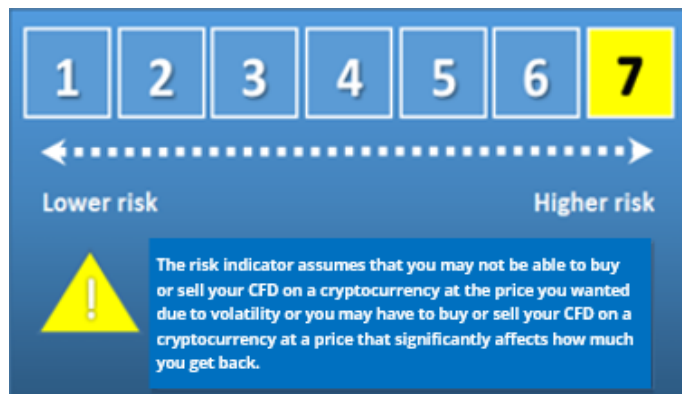 1 2 3 4 5 6 7
Lower risk Higher risk
!
The risk indicator assumes that you may not be able to buy
or sell your CFD on a cryptocurrency at the price you wanted
due to volatility or you may have to buy or sell your CFD on a
cryptocurrency at a price that significantly affects how much
you get back.